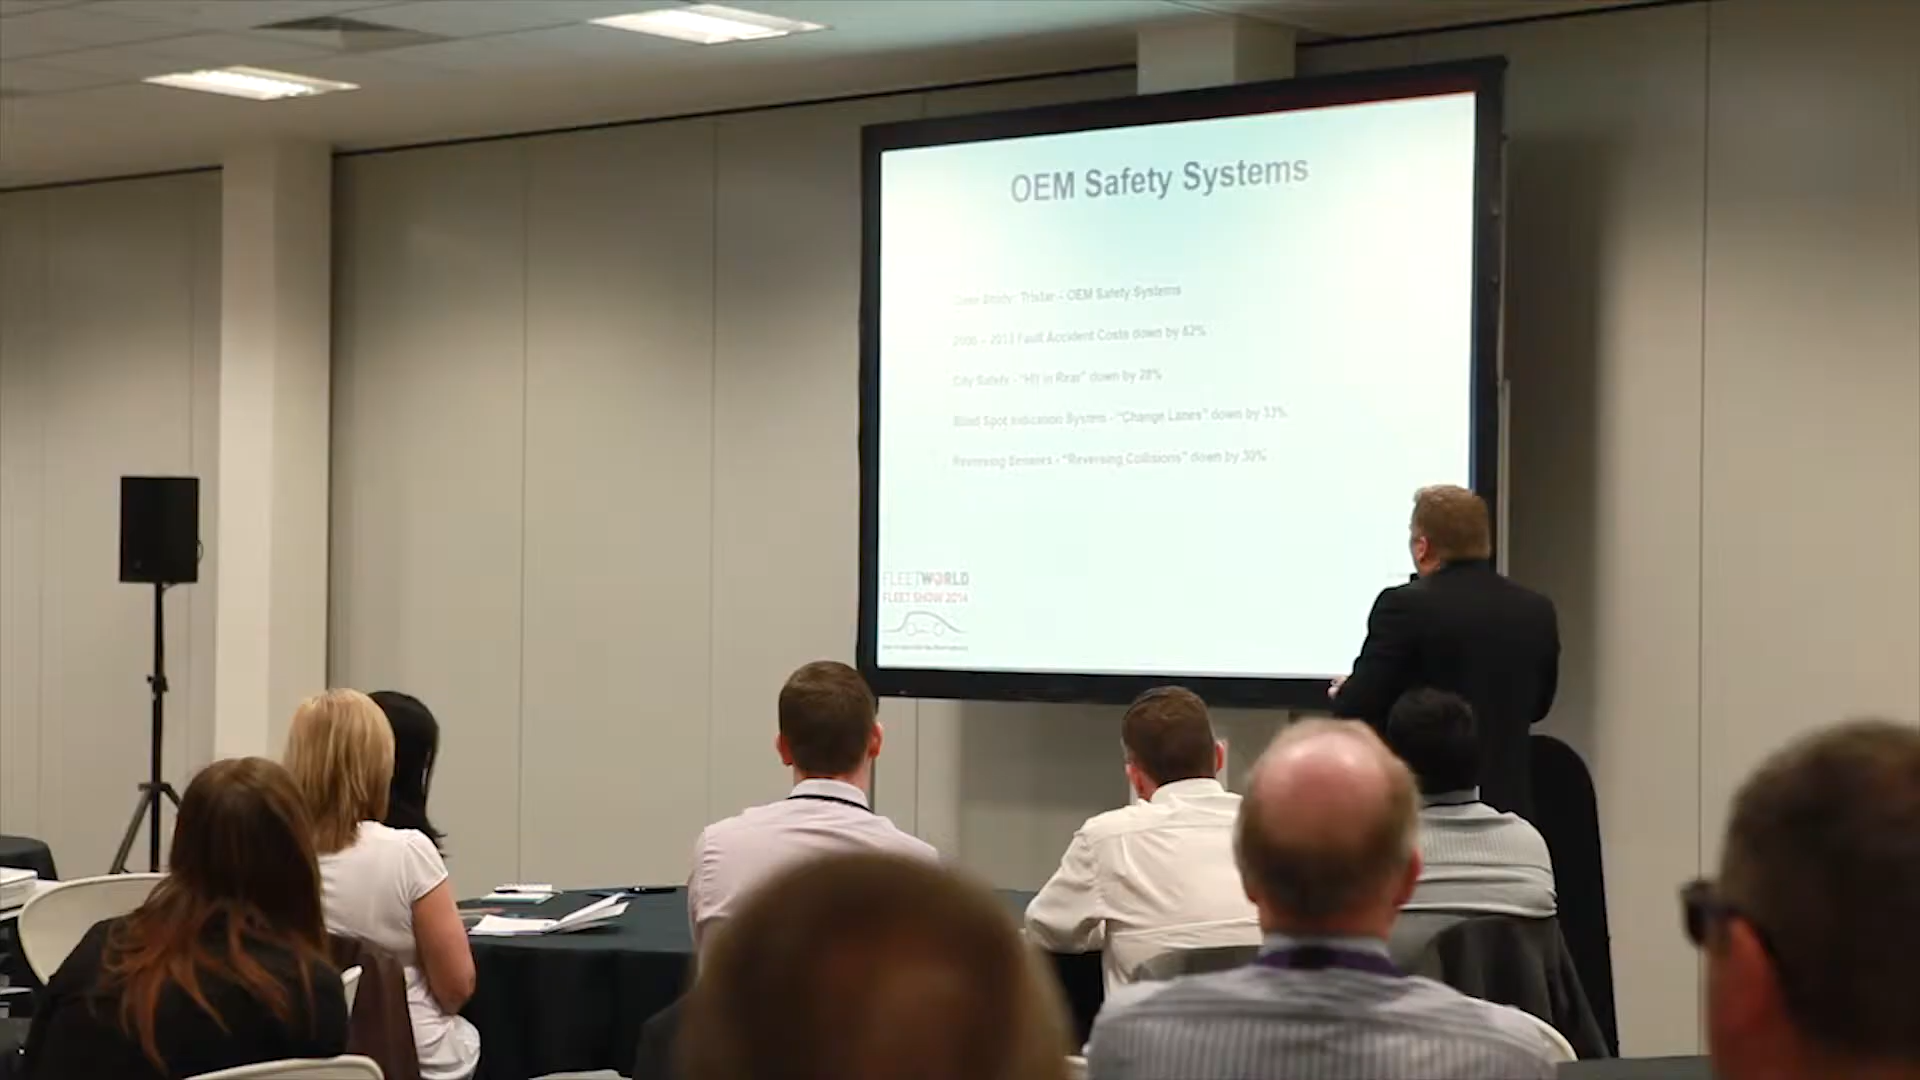 OEM Safety Systems
Case Study: Tristar - OEM Safety Systems
Fault Accident Costs down by 62%
City Safety - "Hit in Rear" down by 28%
Blind Spot Indication System - "Change Lanes" down by 33%
Reversing Sensors - "Reversing Collisions" down by 30%
FLEETWORLD
FLEET SHOW 2014